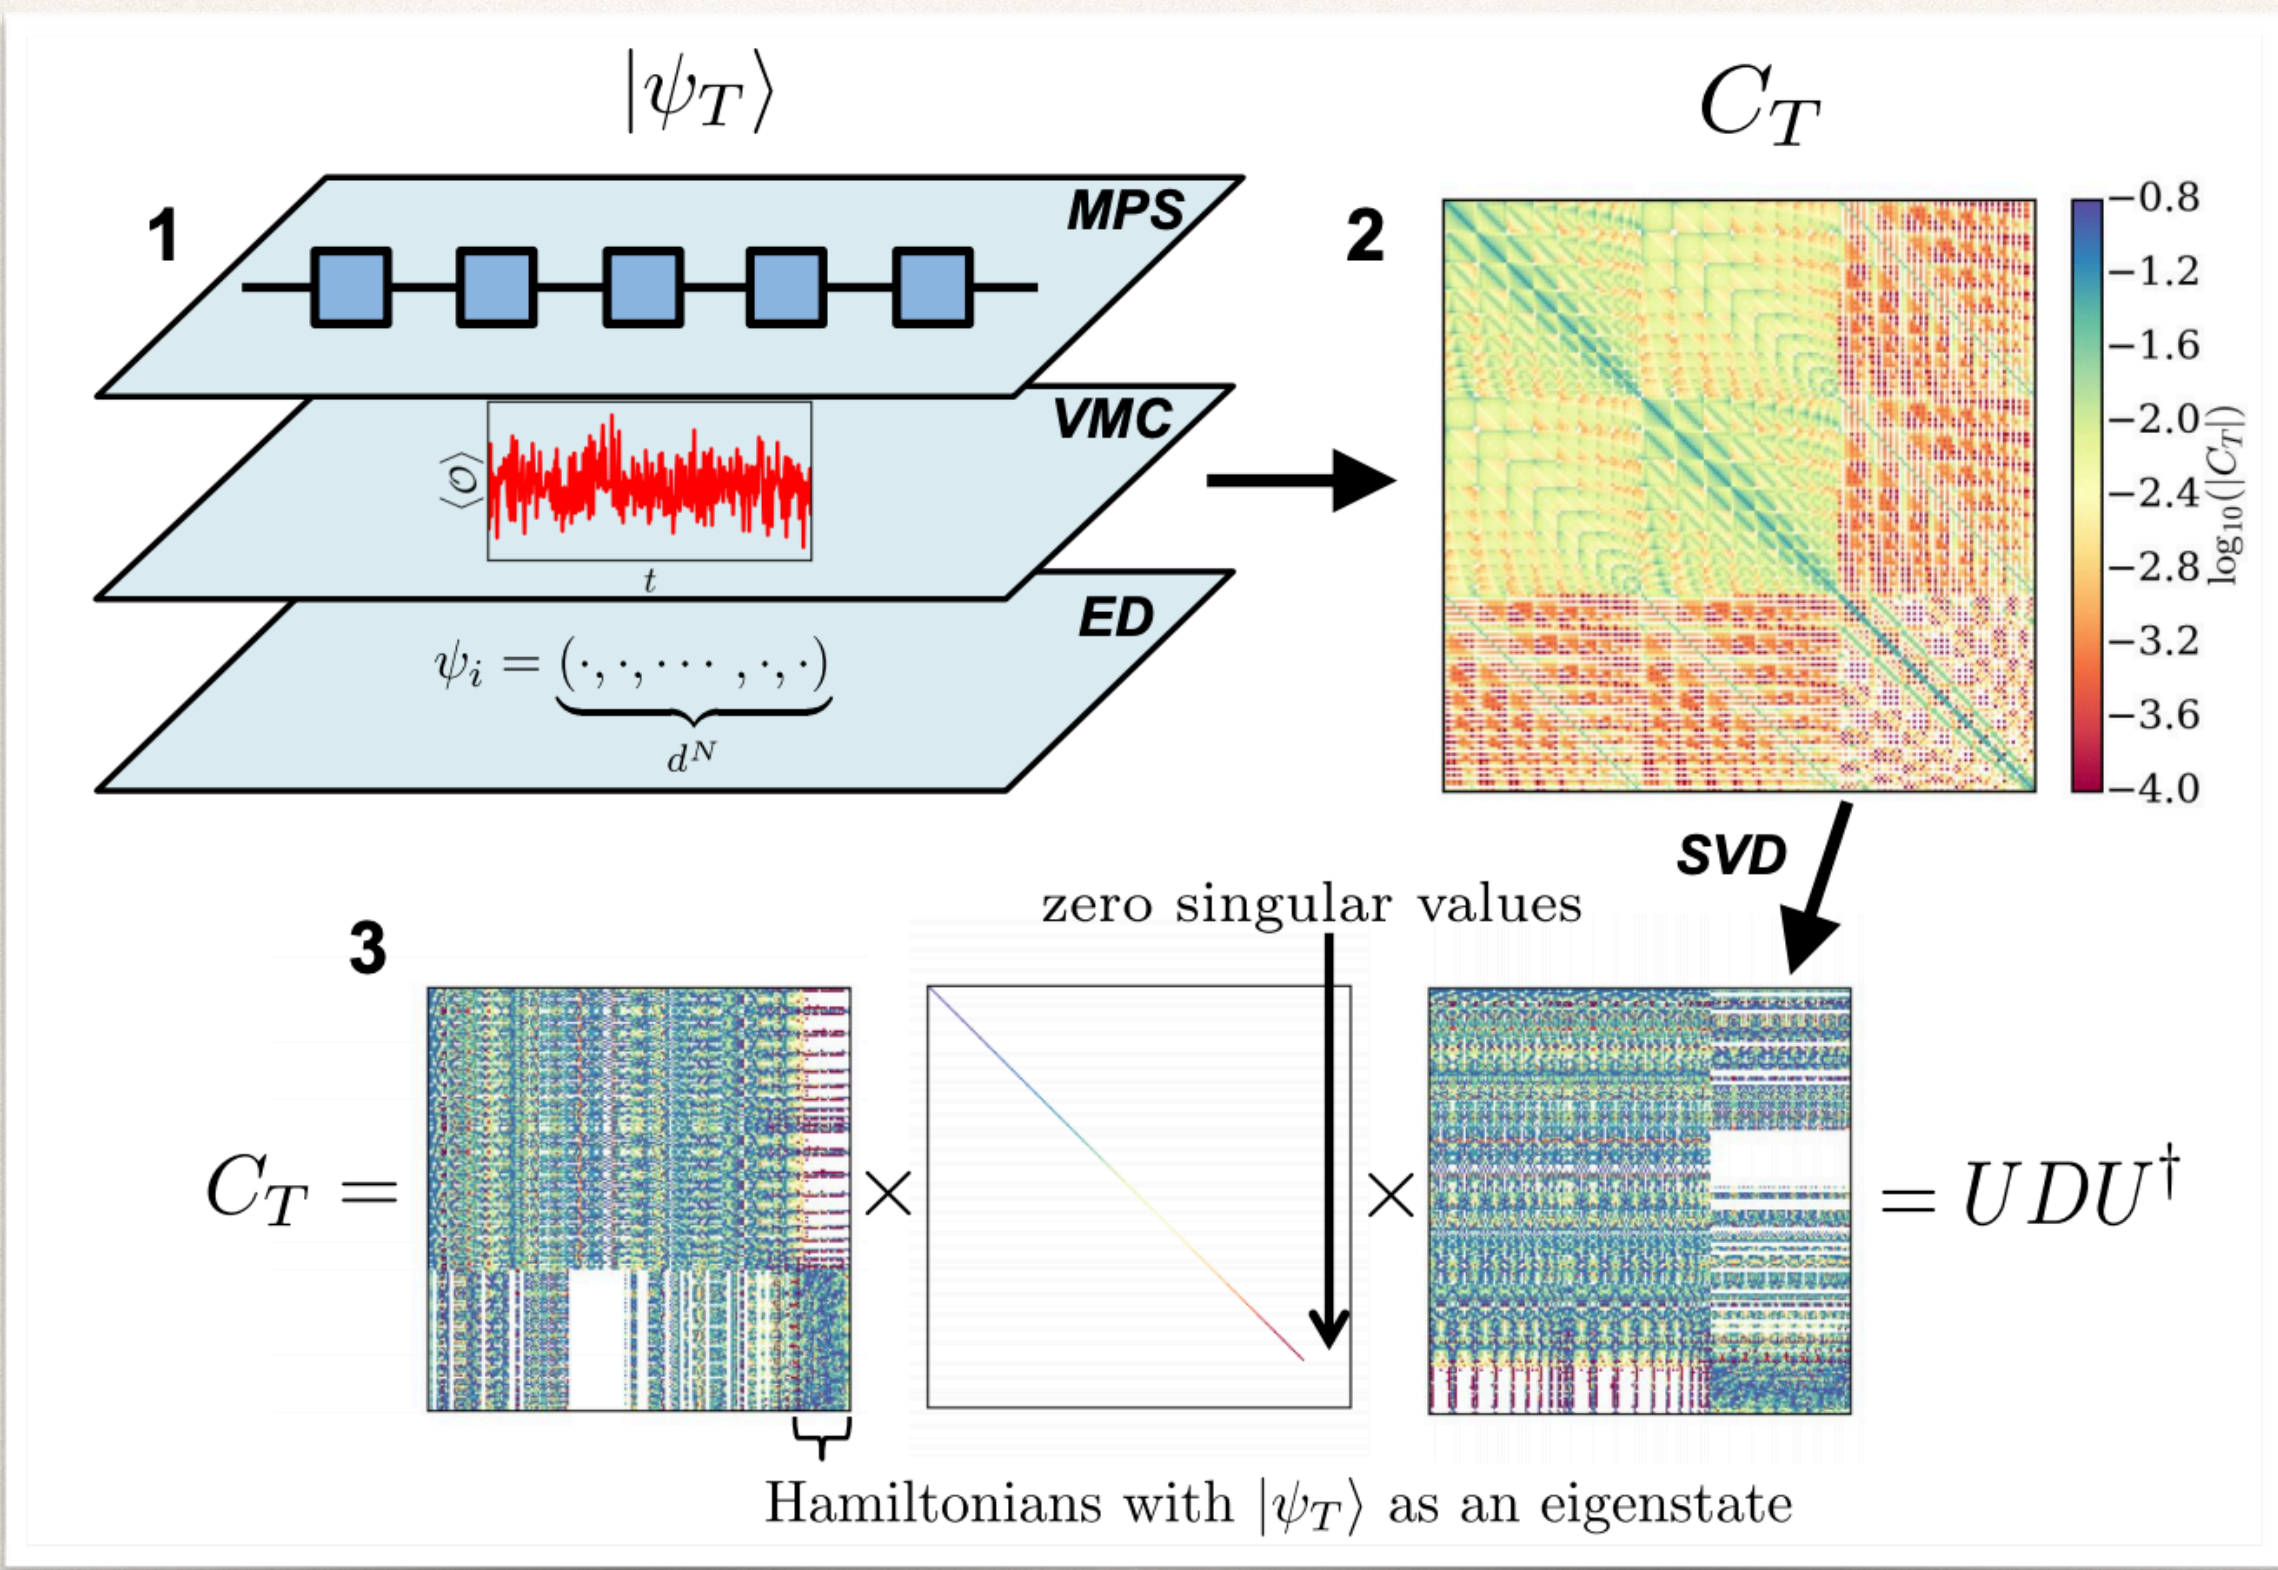 |ψ_T⟩
C_T
1
MPS
2
VMC
⟨𝒪⟩
t
ED
ψ_i = (·, ·, ··· , ·, ·)
d^N
−0.8
−1.2
−1.6
−2.0
−2.4
−2.8
−3.2
−3.6
−4.0
log₁₀(|C_T|)
SVD
zero singular values
3
C_T = × × = UDU†
Hamiltonians with |ψ_T⟩ as an eigenstate